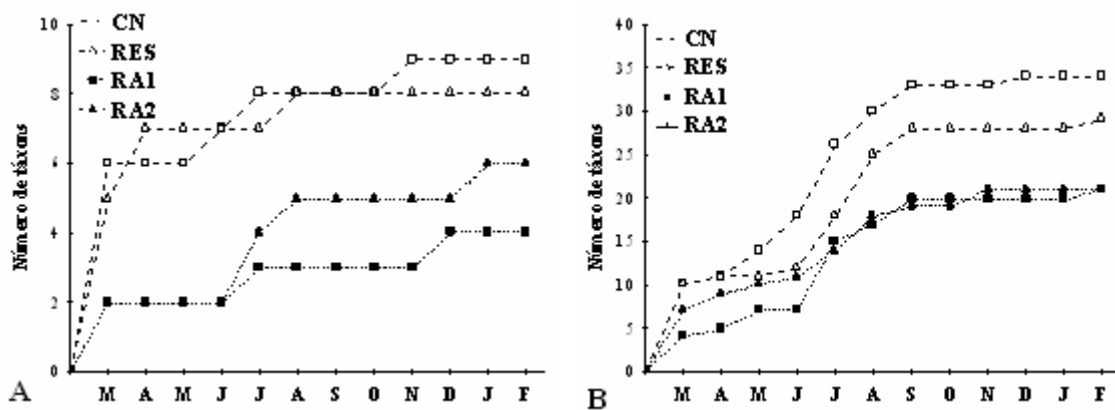 10
8
6
4
2
0
Número de táxons
CN
RES
RA1
RA2
M A M J J A S O N D J F
A
40
35
30
25
20
15
10
5
0
Número de táxons
CN
RES
RA1
RA2
M A M J J A S O N D J F
B